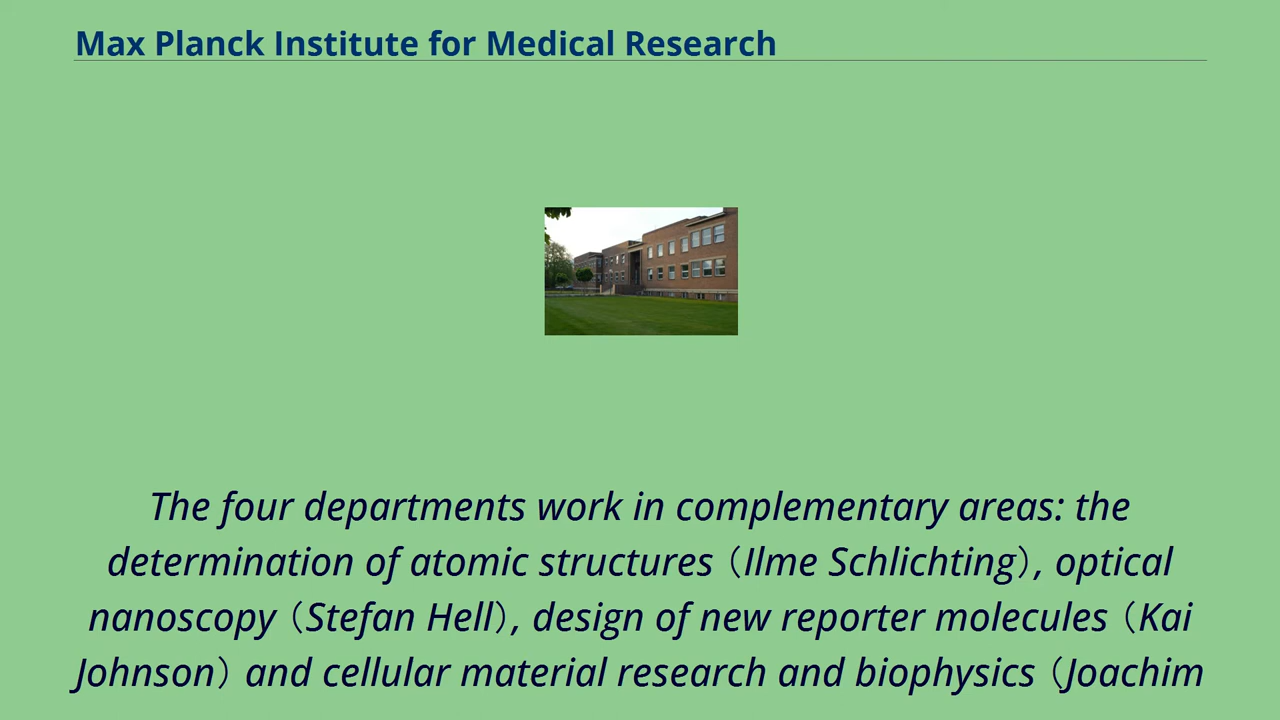 Max Planck Institute for Medical Research
The four departments work in complementary areas: the
determination of atomic structures（Ilme Schlichting）, optical
nanoscopy（Stefan Hell）, design of new reporter molecules（Kai
Johnson）and cellular material research and biophysics（Joachim